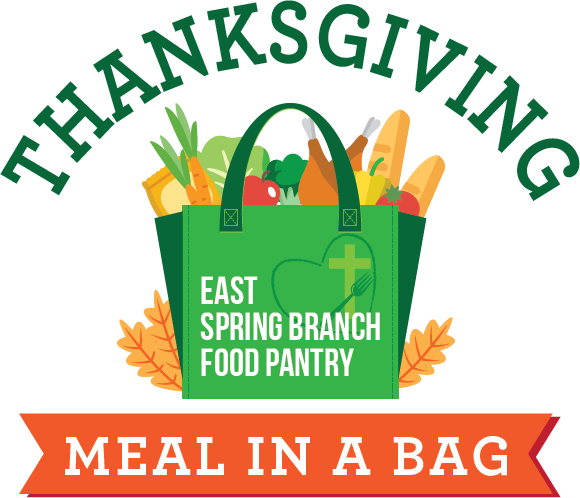 THANKSGIVING
EAST
SPRING BRANCH
FOOD PANTRY
MEAL IN A BAG